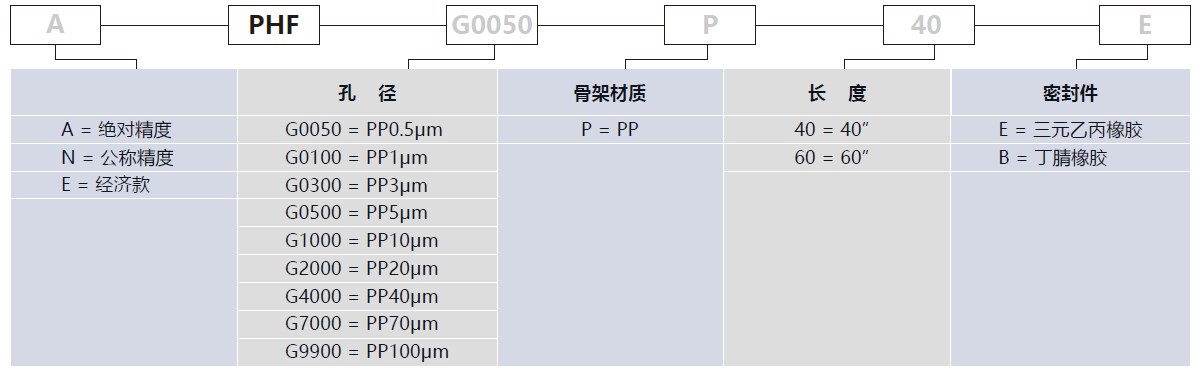 A PHF G0050 P 40 E
孔 径 骨架材质 长 度 密封件
A = 绝对精度 G0050 = PP0.5μm P = PP 40 = 40″ E = 三元乙丙橡胶
N = 公称精度 G0100 = PP1μm 60 = 60″ B = 丁腈橡胶
E = 经济款 G0300 = PP3μm
G0500 = PP5μm
G1000 = PP10μm
G2000 = PP20μm
G4000 = PP40μm
G7000 = PP70μm
G9900 = PP100μm